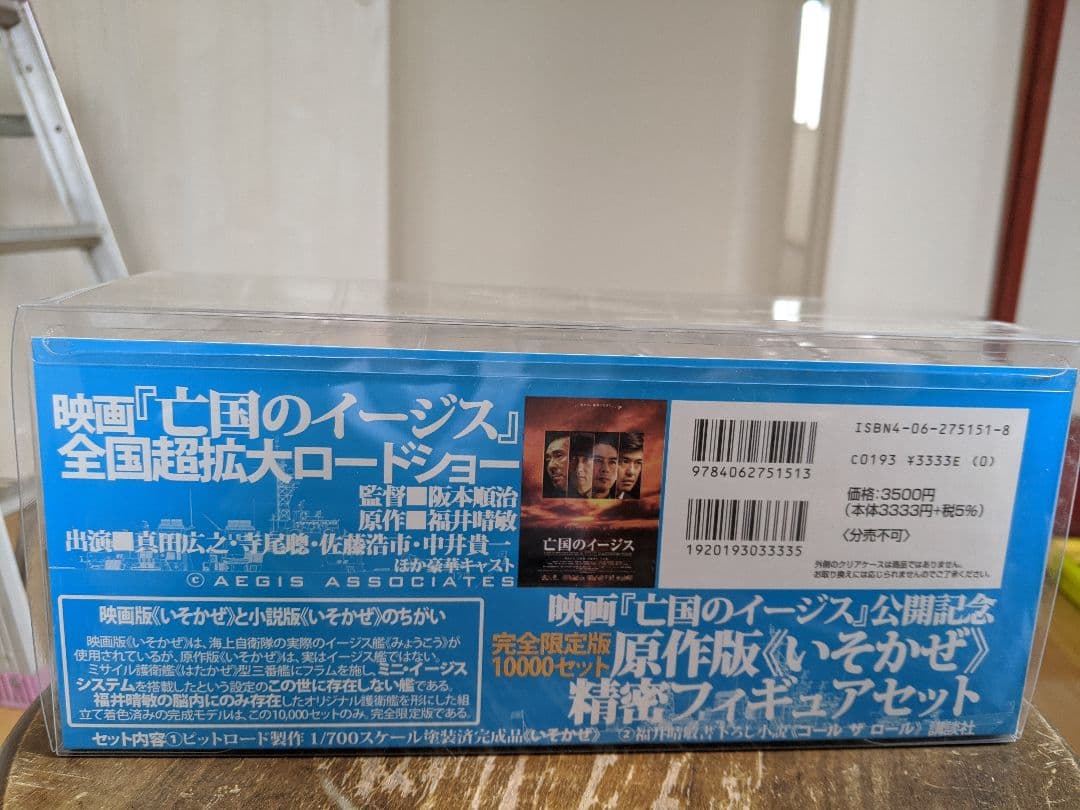 映画『亡国のイージス』
全国超拡大ロードショー
監督■阪本順治
原作■福井晴敏
出演■真田広之・寺尾聰・佐藤浩市・中井貴一
ほか豪華キャスト
©AEGIS ASSOCIATES
亡国のイージス
9784062751513
1920193033335
ISBN4-06-275151-8
C0193 ¥3333E (0)
価格:3500円
(本体3333円+税5%)
〈分売不可〉
外側のクリアケースは商品ではありません。
お取り換えには応じられませんのでご了承ください。
映画版《いそかぜ》と小説版《いそかぜ》のちがい
映画版《いそかぜ》は、海上自衛隊の実際のイージス艦《みょうこう》が
使用されているが、原作版《いそかぜ》は、実はイージス艦ではない。
ミサイル護衛艦《はたかぜ》型三番艦にフラムを施し、ミニ・イージス
システムを搭載したという設定のこの世に存在しない艦である。
福井晴敏の脳内にのみ存在したオリジナル護衛艦を形にした組
立て着色済みの完成モデルは、この10,000セットのみ。完全限定版である
映画『亡国のイージス』公開記念
完全限定版
10000セット
原作版《いそかぜ》
精密フィギュアセット
セット内容①ピットロード製作 1/700スケール塗装済完成品《いそかぜ》 ②福井晴敏書下ろし小説《コール ザ ロール》 講談社